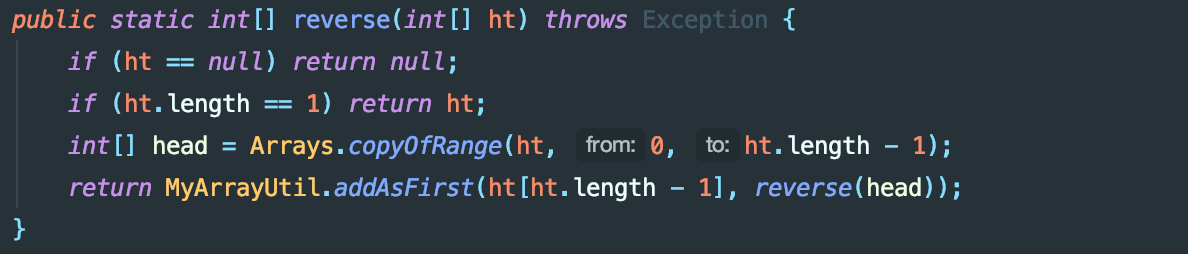 public static int[] reverse(int[] ht) throws Exception {
if (ht == null) return null;
if (ht.length == 1) return ht;
int[] head = Arrays.copyOfRange(ht, from: 0, to: ht.length - 1);
return MyArrayUtil.addAsFirst(ht[ht.length - 1], reverse(head));
}